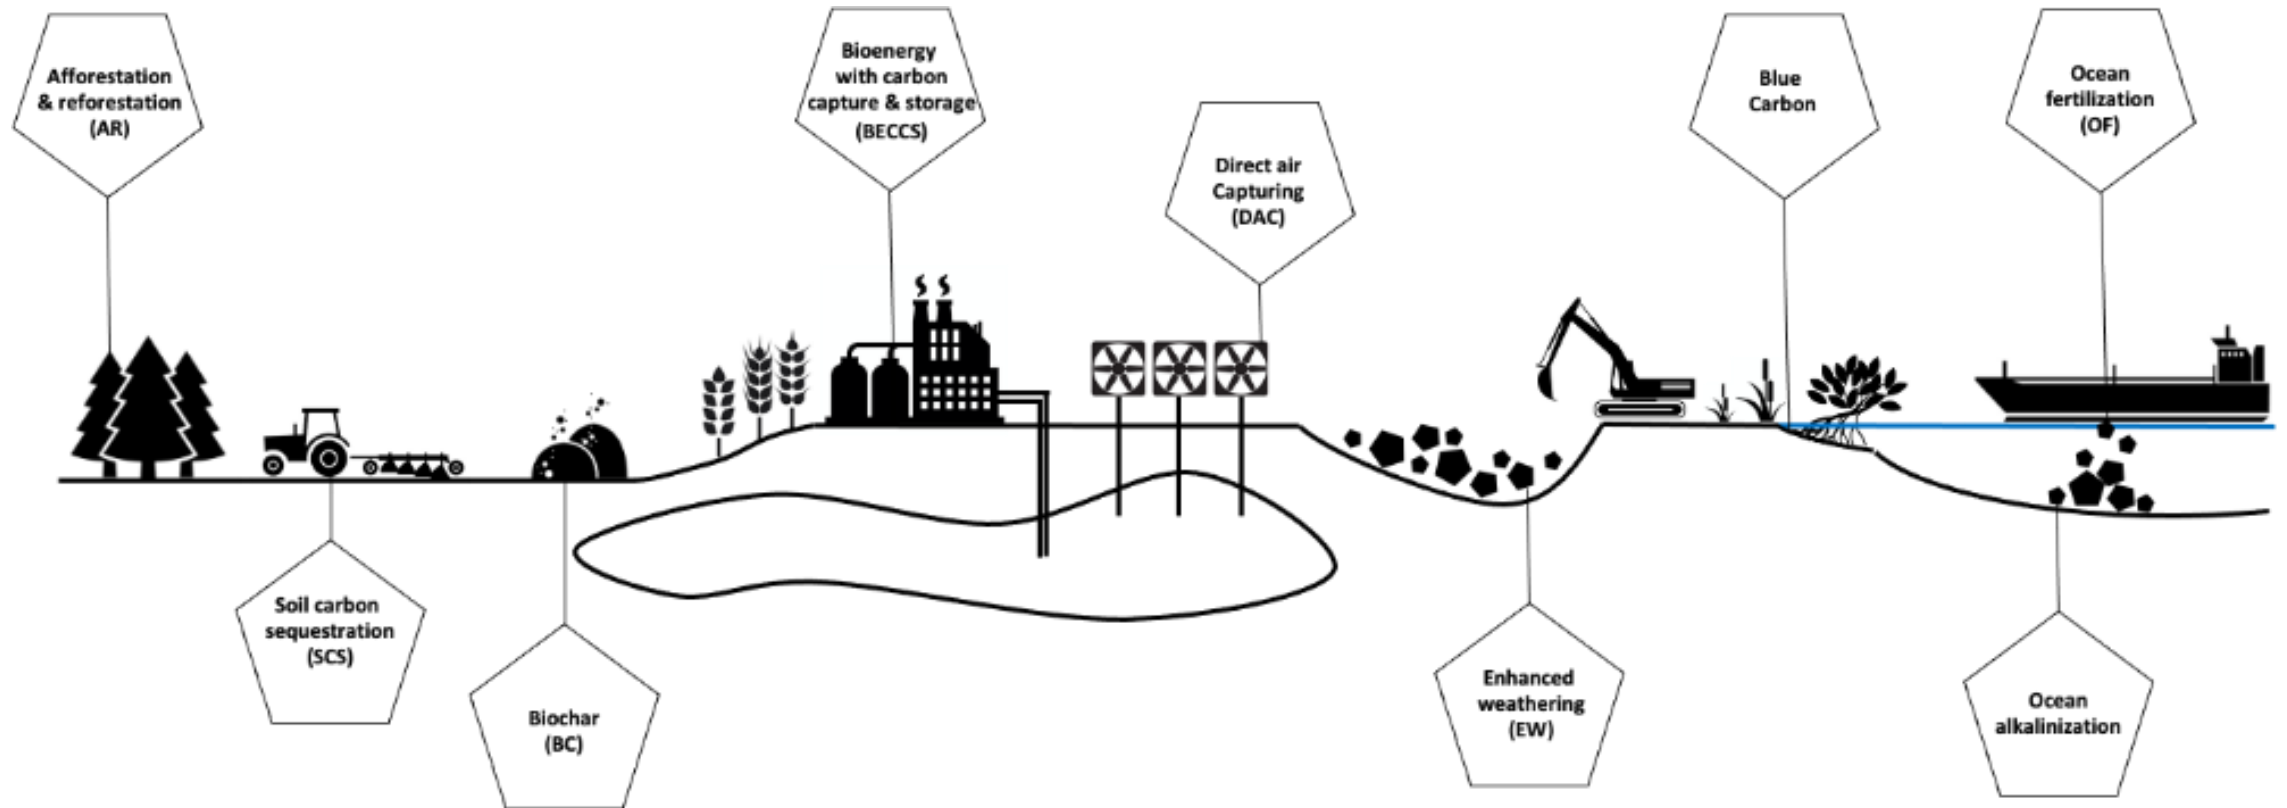 Afforestation
& reforestation
(AR)
Bioenergy
with carbon
capture & storage
(BECCS)
Direct air
Capturing
(DAC)
Blue
Carbon
Ocean
fertilization
(OF)
Soil carbon
sequestration
(SCS)
Biochar
(BC)
Enhanced
weathering
(EW)
Ocean
alkalinization